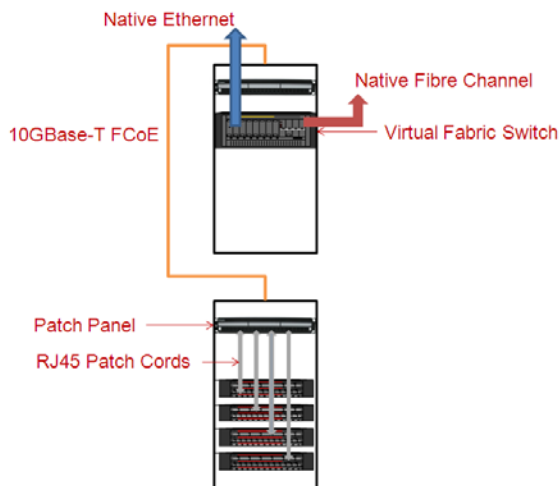 Native Ethernet
Native Fibre Channel
10GBase-T FCoE
Virtual Fabric Switch
Patch Panel
RJ45 Patch Cords